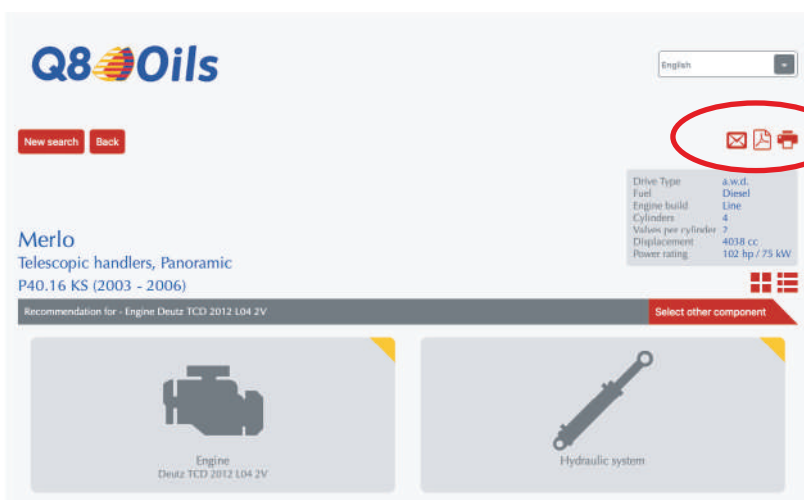 Q8 Oils
English
New search
Back
Drive Type a.w.d.
Fuel Diesel
Engine build Line
Cylinders 4
Valves per cylinder 2
Displacement 4038 cc
Power rating 102 hp / 75 kW
Merlo
Telescopic handlers, Panoramic
P40.16 KS (2003 - 2006)
Recommendation for - Engine Deutz TCD 2012 L04 2V
Select other component
Engine
Deutz TCD 2012 L04 2V
Hydraulic system